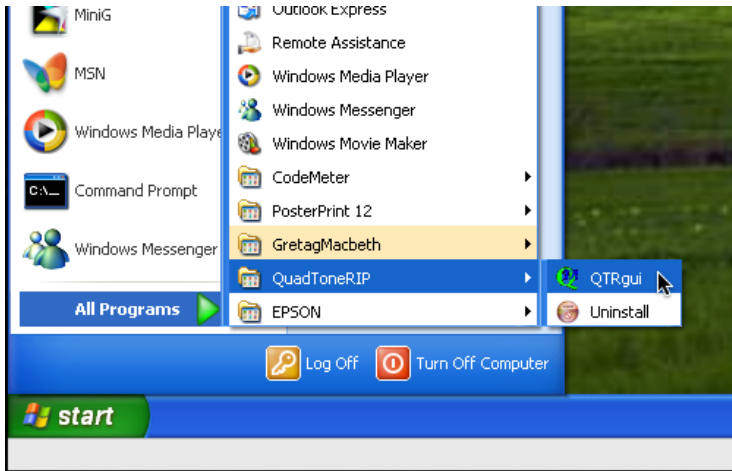 MiniG
MSN
Windows Media Playe
Command Prompt
Windows Messenger
All Programs
Outlook Express
Remote Assistance
Windows Media Player
Windows Messenger
Windows Movie Maker
CodeMeter
PosterPrint 12
GretagMacbeth
QuadToneRIP
EPSON
QTRgui
Uninstall
Log Off
Turn Off Computer
start